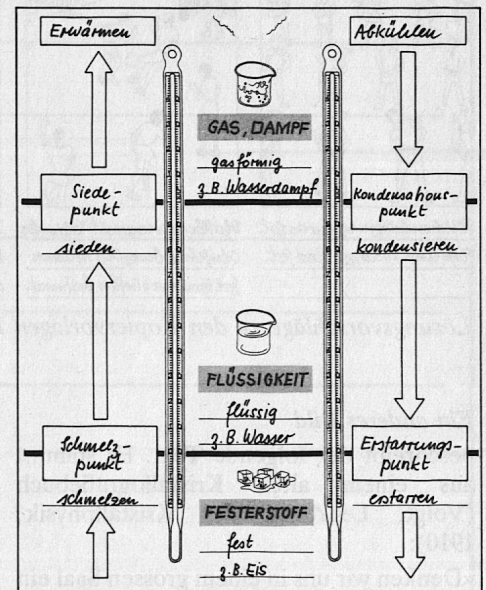 Erwärmen
Abkühlen
GAS, DAMPF
gasförmig
z.B. Wasserdampf
Siede-
punkt
Kondensations-
punkt
sieden
kondensieren
FLÜSSIGKEIT
flüssig
z.B. Wasser
Schmelz-
punkt
Erstarrungs-
punkt
schmelzen
erstarren
FESTERSTOFF
fest
z.B. Eis